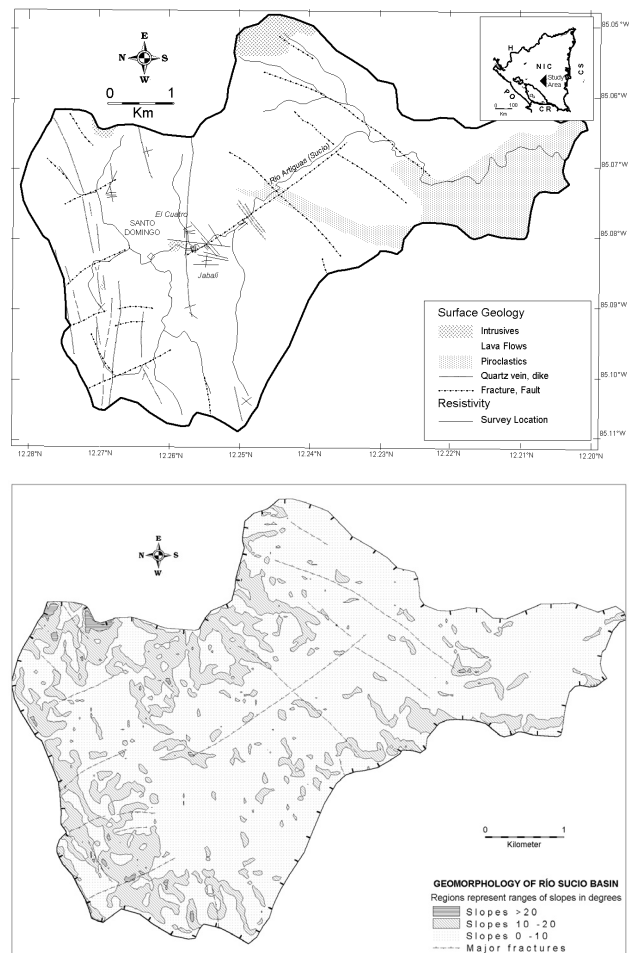 E
N S
W
0 1
Km
H
NIC
CS
Study
Area
PO
CR
0 100
Km
85.05°W
85.06°W
85.07°W
85.08°W
85.09°W
85.10°W
85.11°W
Río Artiguas (Sucio)
El Cuatro
SANTO
DOMINGO
Jabalí
Surface Geology
Intrusives
Lava Flows
Piroclastics
Quartz vein, dike
Fracture, Fault
Resistivity
Survey Location
12.28°N 12.27°N 12.26°N 12.25°N 12.24°N 12.23°N 12.22°N 12.21°N 12.20°N
E
N S
W
0 1
Kilometer
GEOMORPHOLOGY OF RÍO SUCIO BASIN
Regions represent ranges of slopes in degrees
Slopes >20
Slopes 10 -20
Slopes 0 -10
Major fractures